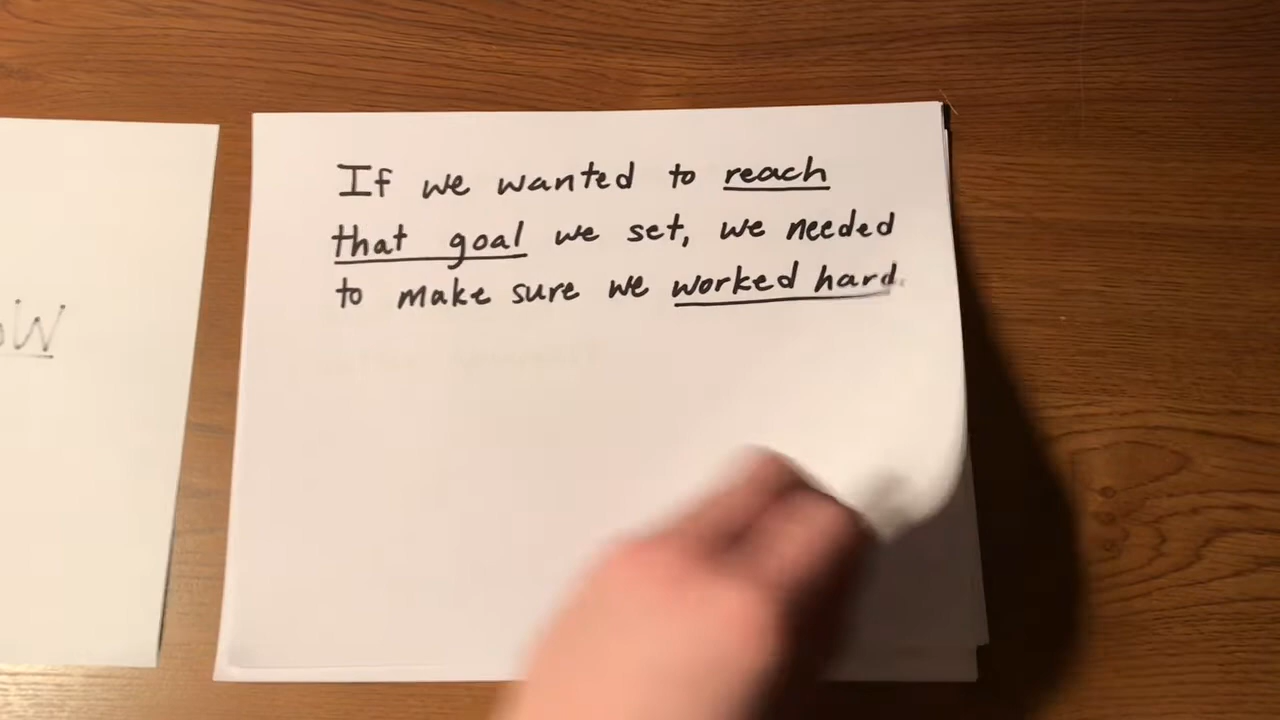 If we wanted to reach
that goal we set, we needed
to make sure we worked hard.